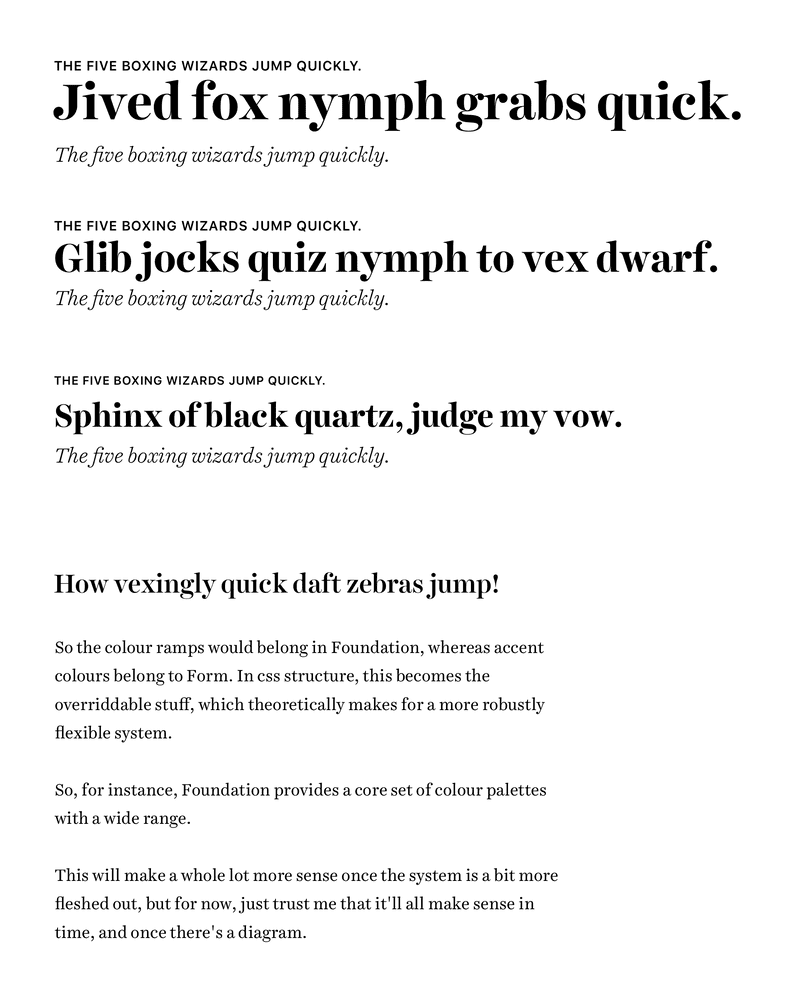 THE FIVE BOXING WIZARDS JUMP QUICKLY.
Jived fox nymph grabs quick.
The five boxing wizards jump quickly.
THE FIVE BOXING WIZARDS JUMP QUICKLY.
Glib jocks quiz nymph to vex dwarf.
The five boxing wizards jump quickly.
THE FIVE BOXING WIZARDS JUMP QUICKLY.
Sphinx of black quartz, judge my vow.
The five boxing wizards jump quickly.
How vexingly quick daft zebras jump!
So the colour ramps would belong in Foundation, whereas accent
colours belong to Form. In css structure, this becomes the
overriddable stuff, which theoretically makes for a more robustly
flexible system.
So, for instance, Foundation provides a core set of colour palettes
with a wide range.
This will make a whole lot more sense once the system is a bit more
fleshed out, but for now, just trust me that it'll all make sense in
time, and once there's a diagram.